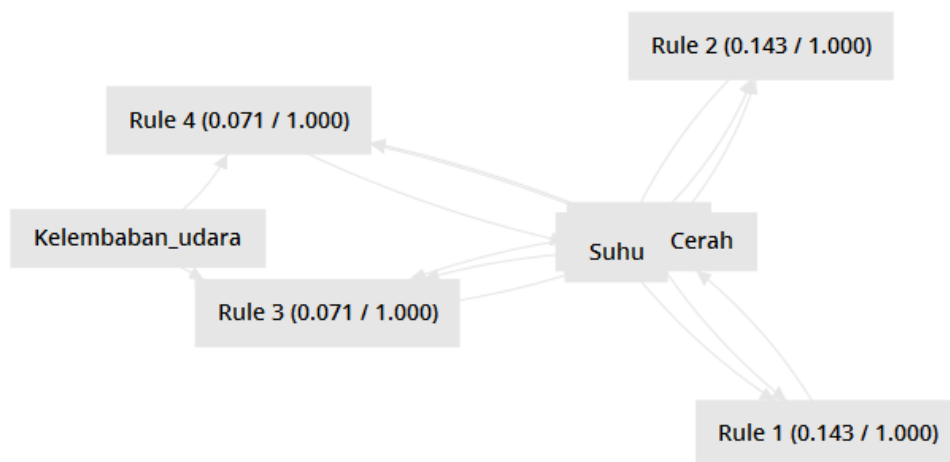 Rule 2 (0.143 / 1.000)
Rule 4 (0.071 / 1.000)
Kelembaban_udara
Suhu
Cerah
Rule 3 (0.071 / 1.000)
Rule 1 (0.143 / 1.000)